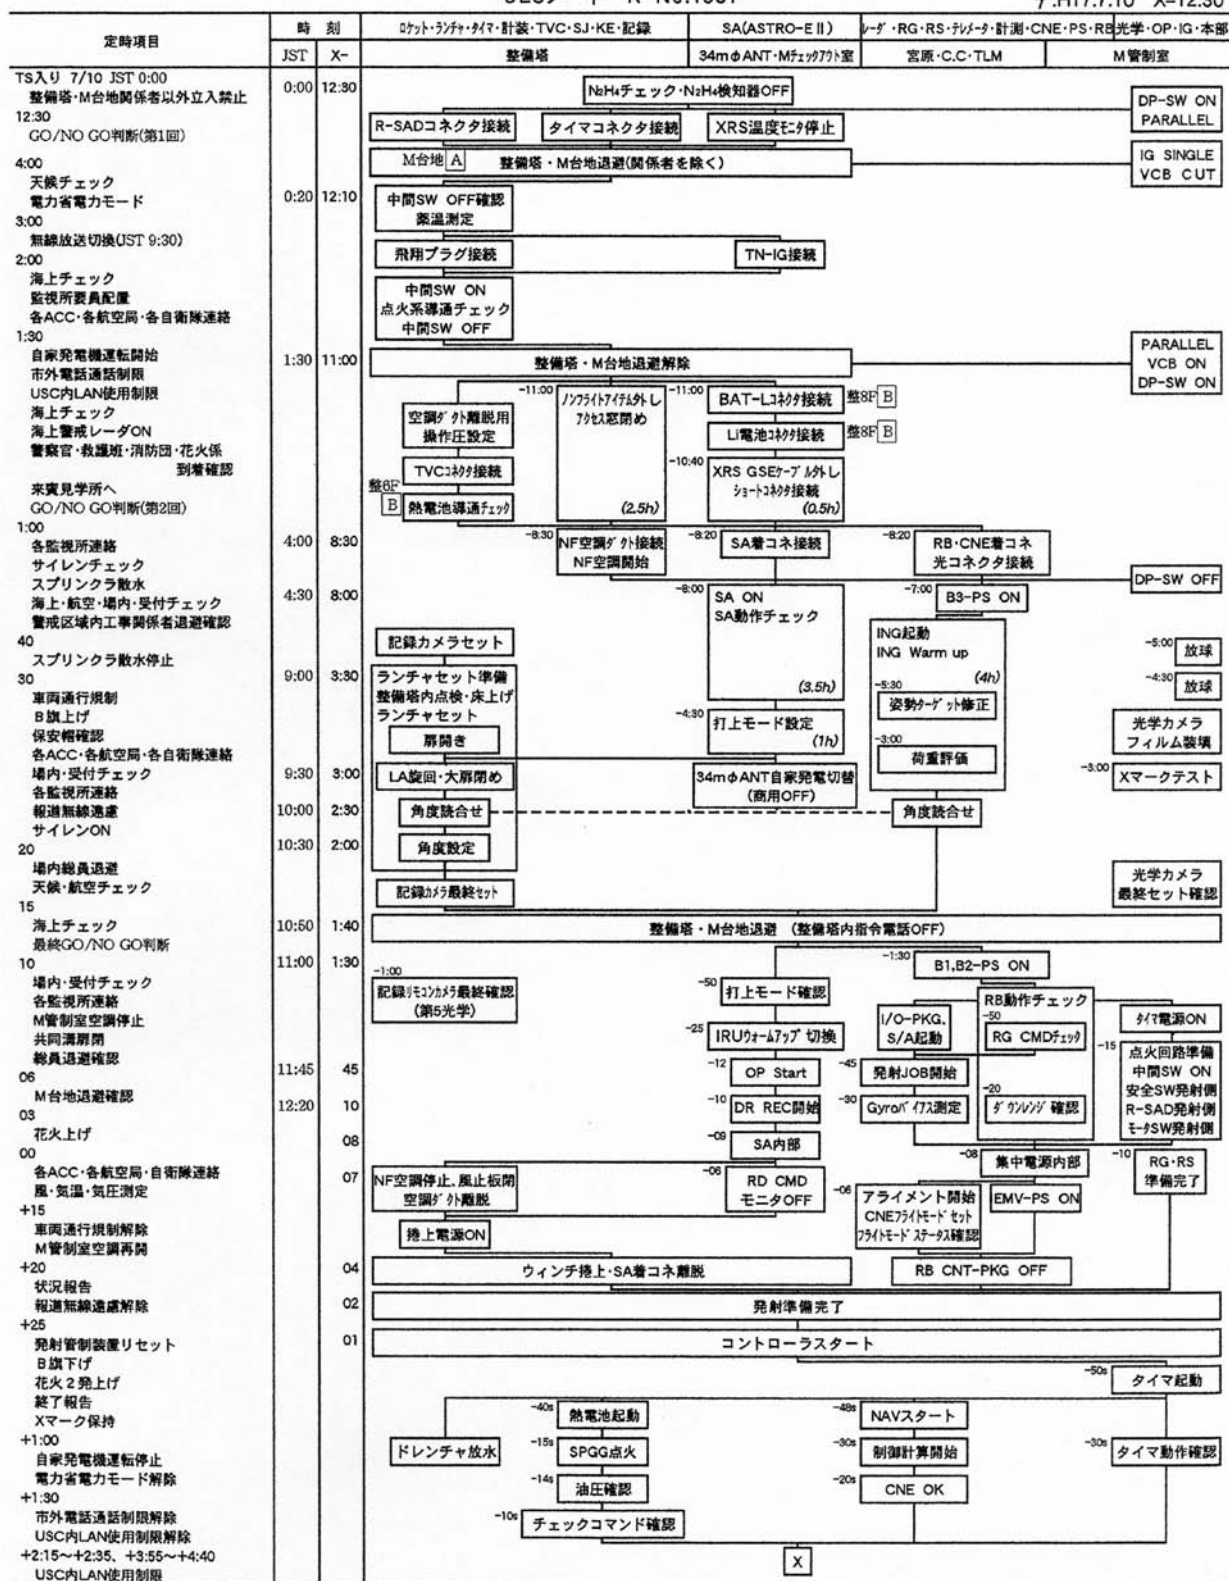 7/10 X=12:30
定時項目
時 刻
ロケット・ランチャ・タイマ・計装・TVC・SJ・KE・記録
SA(ASTRO-EⅡ)
レーダ・RG・RS・テレメータ・計測・CNE・PS・RB
光学・OP・IG・本部
JST
X-
整備塔
34mφANT・Mチェックアウト室
宮原・C.C・TLM
M管制室
TS入り 7/10 JST 0:00
整備塔・M台地関係者以外立入禁止
12:30
GO/NO GO判断(第1回)
4:00
天候チェック
電力省電力モード
3:00
無線放送切換(JST 9:30)
2:00
海上チェック
監視所要員配置
各ACC・各航空局・各自衛隊連絡
1:30
自家発電機運転開始
市外電話通話制限
USC内LAN使用制限
海上チェック
海上警戒レーダON
警察官・救護班・消防団・花火係
到着確認
来賓見学所へ
GO/NO GO判断(第2回)
1:00
各監視所連絡
サイレンチェック
スプリンクラ散水
海上・航空・場内・受付チェック
警戒区域内工事関係者退避確認
40
スプリンクラ散水停止
30
車両通行規制
B旗上げ
保安帽確認
各ACC・各航空局・各自衛隊連絡
場内・受付チェック
各監視所連絡
報道無線遠慮
サイレンON
20
場内総員退避
天候・航空チェック
15
海上チェック
最終GO/NO GO判断
10
場内・受付チェック
各監視所連絡
M管制室空調停止
共同溝扉閉
総員退避確認
06
M台地退避確認
03
花火上げ
00
各ACC・各航空局・自衛隊連絡
風・気温・気圧測定
+15
車両通行規制解除
M管制室空調再開
+20
状況報告
報道無線遠慮解除
+25
発射管制装置リセット
B旗下げ
花火2発上げ
終了報告
Xマーク保持
+1:00
自家発電機運転停止
電力省電力モード解除
+1:30
市外電話通話制限解除
USC内LAN使用制限解除
+2:15～+2:35、+3:55～+4:40
USC内LAN使用制限
0:00 12:30
N₂H₄チェック・N₂H₄検知器OFF
DP-SW ON
PARALLEL
R-SADコネクタ接続
タイマコネクタ接続
XRS温度モニタ停止
M台地 A 整備塔・M台地退避(関係者を除く)
IG SINGLE
VCB CUT
0:20 12:10
中間SW OFF確認
薬温測定
飛翔プラグ接続
TN-IG接続
中間SW ON
点火系導通チェック
中間SW OFF
1:30 11:00
整備塔・M台地退避解除
PARALLEL
VCB ON
DP-SW ON
空調ダクト離脱用
操作圧設定
TVCコネクタ接続
整6F
B
熱電池導通チェック
-11:00
ノンフライトアイテム外し
アクセス窓閉め
(2.5h)
-11:00
BAT-Lコネクタ接続
整8F B
Li電池コネクタ接続
整8F B
-10:40
XRS GSEケーブル外し
ショートコネクタ接続
(0.5h)
4:00 8:30
-8:30
NF空調ダクト接続
NF空調開始
-8:20
SA着コネ接続
-8:20
RB・CNE着コネ
光コネクタ接続
DP-SW OFF
4:30 8:00
-8:00
SA ON
SA動作チェック
(3.5h)
-7:00
B3-PS ON
記録カメラセット
ING起動
ING Warm up
(4h)
-5:00
放球
9:00 3:30
ランチャセット準備
整備塔内点検・床上げ
ランチャセット
扉開き
-5:30
姿勢ターゲット修正
-4:30
放球
-4:30
打上モード設定
(1h)
-3:00
荷重評価
光学カメラ
フィルム装填
9:30 3:00
LA旋回・大扉閉め
34mφANT自家発電切替
(商用OFF)
-3:00
Xマークテスト
10:00 2:30
角度読合せ
角度読合せ
10:30 2:00
角度設定
記録カメラ最終セット
光学カメラ
最終セット確認
10:50 1:40
整備塔・M台地退避 (整備塔内指令電話OFF)
11:00 1:30
-1:30
B1,B2-PS ON
-1:00
記録リモコンカメラ最終確認
(第5光学)
-50
打上モード確認
I/O-PKG、
S/A起動
RB動作チェック
-50
RG CMDチェック
タイマ電源ON
-25
IRUウォームアップ切換
11:45 45
-12
OP Start
-45
発射JOB開始
-15
点火回路準備
中間SW ON
安全SW発射側
R-SAD発射側
モータSW発射側
12:20 10
-10
DR REC開始
-30
Gyroバイアス測定
-20
ダウンレンジ確認
08
-09
SA内部
-08
集中電源内部
-10
RG・RS
準備完了
07
NF空調停止、風止板閉
空調ダクト離脱
-06
RD CMD
モニタOFF
-06
アライメント開始
CNEフライトモードセット
フライトモードステータス確認
EMV-PS ON
捲上電源ON
04
ウィンチ捲上・SA着コネ離脱
RB CNT-PKG OFF
02
発射準備完了
01
コントローラスタート
-50s
タイマ起動
-40s
熱電池起動
-48s
NAVスタート
ドレンチャ放水
-15s
SPGG点火
-30s
制御計算開始
-30s
タイマ動作確認
-14s
油圧確認
-20s
CNE OK
-10s
チェックコマンド確認
X